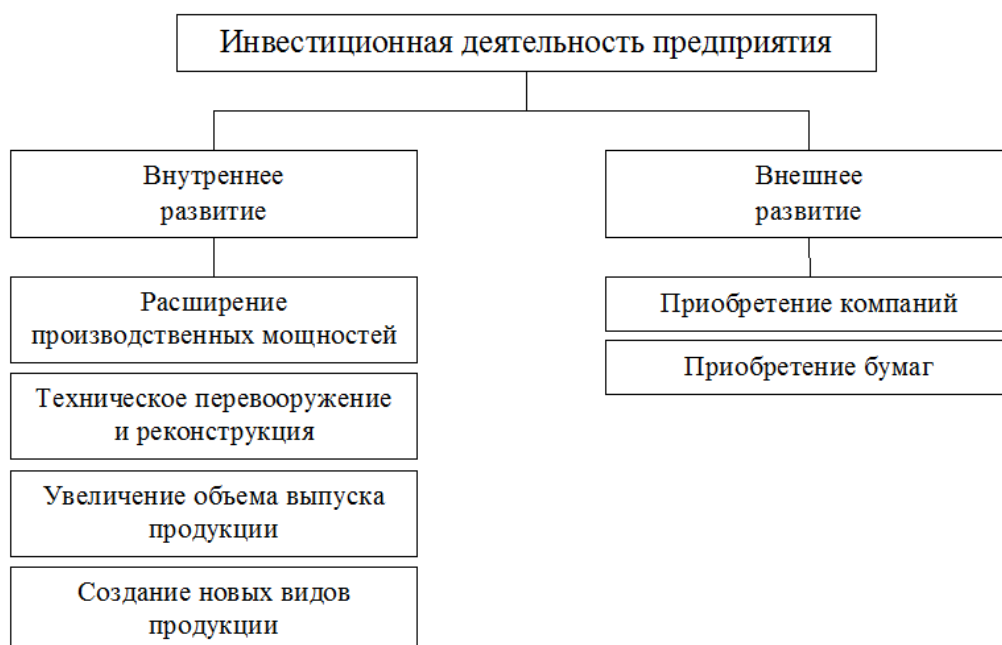 Инвестиционная деятельность предприятия
Внутреннее
развитие
Расширение
производственных мощностей
Техническое перевооружение
и реконструкция
Увеличение объема выпуска
продукции
Создание новых видов
продукции
Внешнее
развитие
Приобретение компаний
Приобретение бумаг